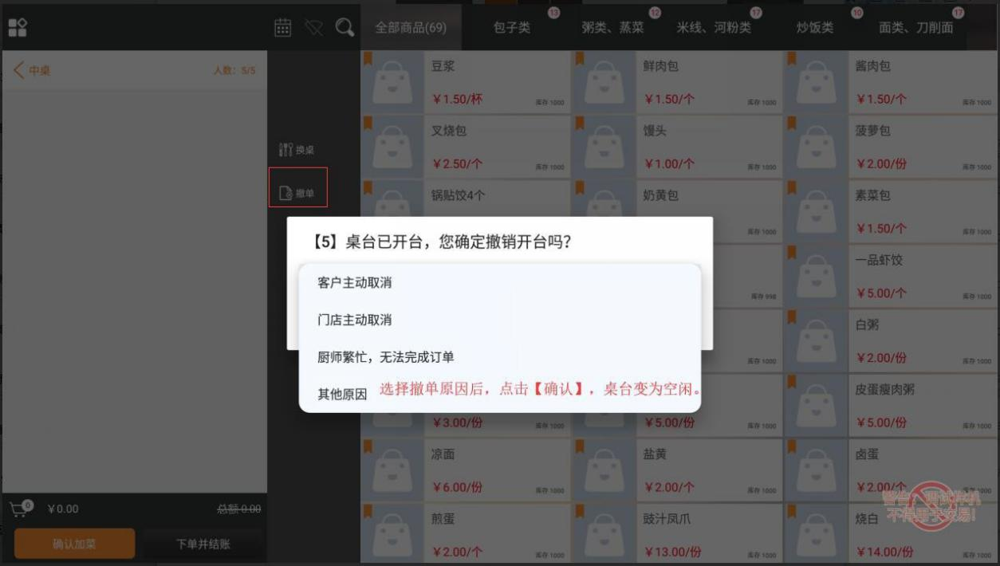 全部商品(69)
包子类
13
粥类、蒸菜
12
米线、河粉类
17
炒饭类
10
面类、刀削面
17
中桌
人数：5/5
换桌
撤单
豆浆
￥1.50/杯
库存 1000
鲜肉包
￥1.50/个
库存 1000
酱肉包
￥1.50/个
库存 1000
叉烧包
￥2.50/个
库存 1000
馒头
￥1.00/个
库存 1000
菠萝包
￥2.00/份
库存 1000
锅贴饺4个
奶黄包
库存 1000
素菜包
￥1.50/个
库存 1000
【5】桌台已开台，您确定撤销开台吗？
客户主动取消
门店主动取消
厨师繁忙，无法完成订单
其他原因
选择撤单原因后，点击【确认】，桌台变为空闲。
库存 998
一品虾饺
￥5.00/个
库存 1000
库存 1000
白粥
￥2.00/份
库存 1000
￥3.00/份
库存 1000
￥5.00/份
库存 1000
皮蛋瘦肉粥
￥5.00/份
库存 1000
凉面
￥6.00/份
库存 1000
盐黄
￥2.00/个
库存 1000
卤蛋
￥2.00/个
库存 1000
煎蛋
￥2.00/个
库存 1000
豉汁凤爪
￥13.00/份
库存 1000
烧白
￥14.00/份
库存 1000
警告：调试样机
不得用于交易!
0
￥0.00
总额 0.00
确认加菜
下单并结账